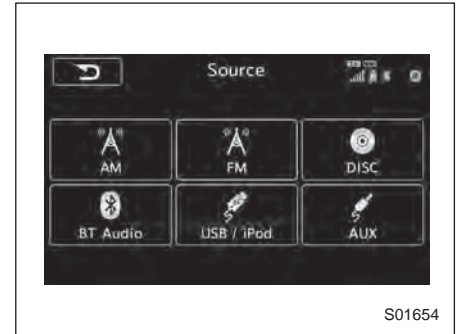 Source
AM
FM
DISC
BT Audio
USB / iPod
AUX
S01654